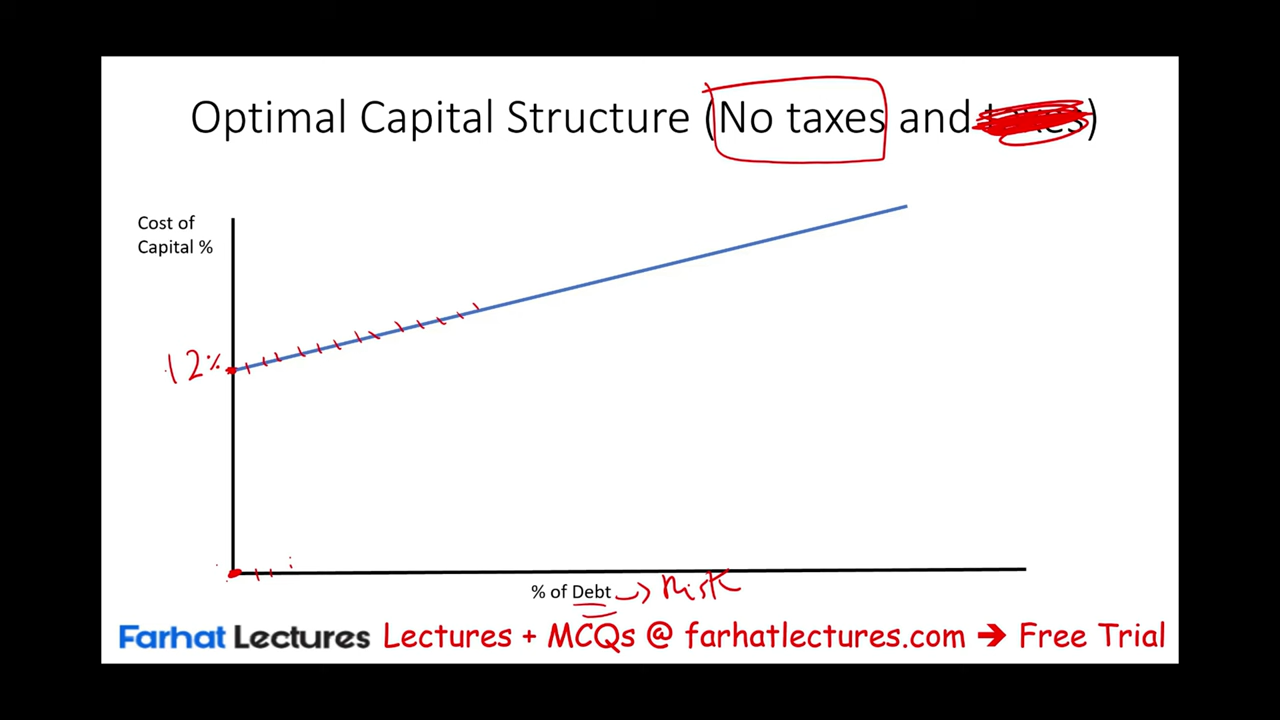 Optimal Capital Structure (No taxes and taxes)
Cost of
Capital %
12%
% of Debt → Risk
Farhat Lectures Lectures + MCQs @ farhatlectures.com → Free Trial